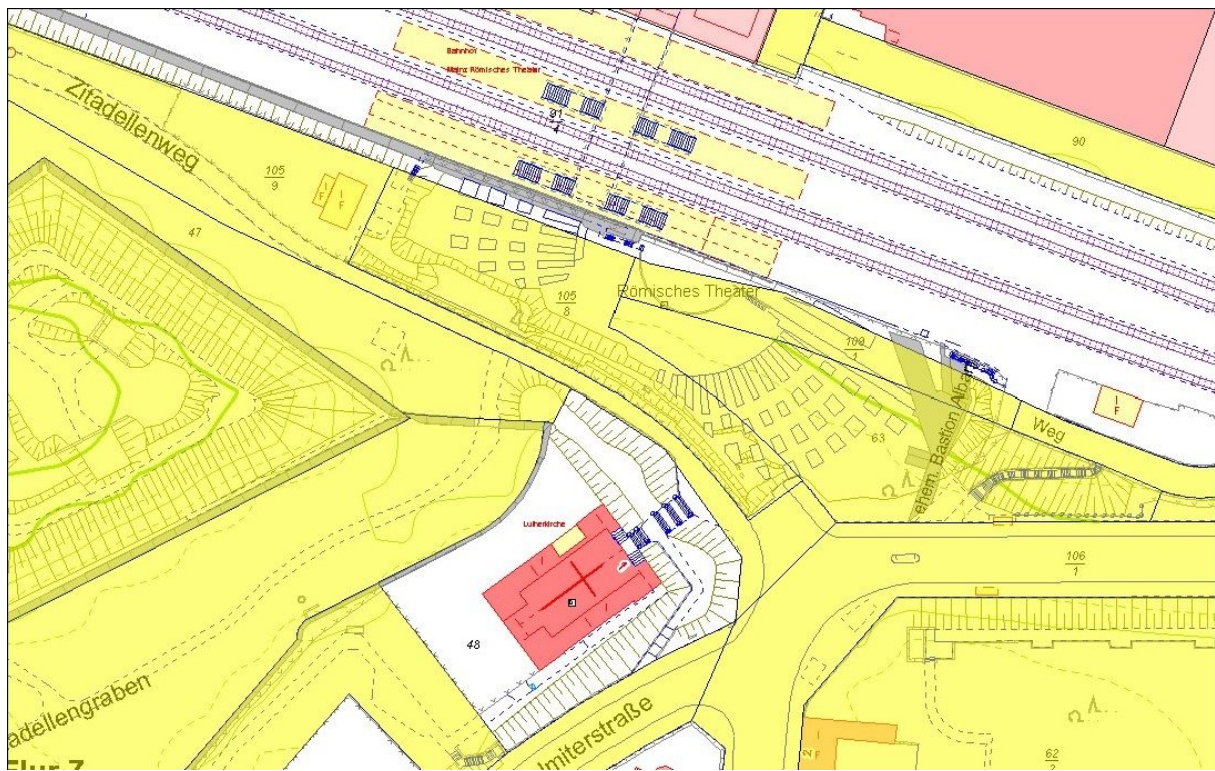 Bahnhof
Mainz Römisches Theater
91
4
90
Zitadellenweg
105
9
F
F
47
105
8
Römisches Theater
109
63
ehem. Bastion Alban
Weg
F
Lutherkirche
106
1
48
adellengraben
lmiterstraße
62
2
F
Flur 7